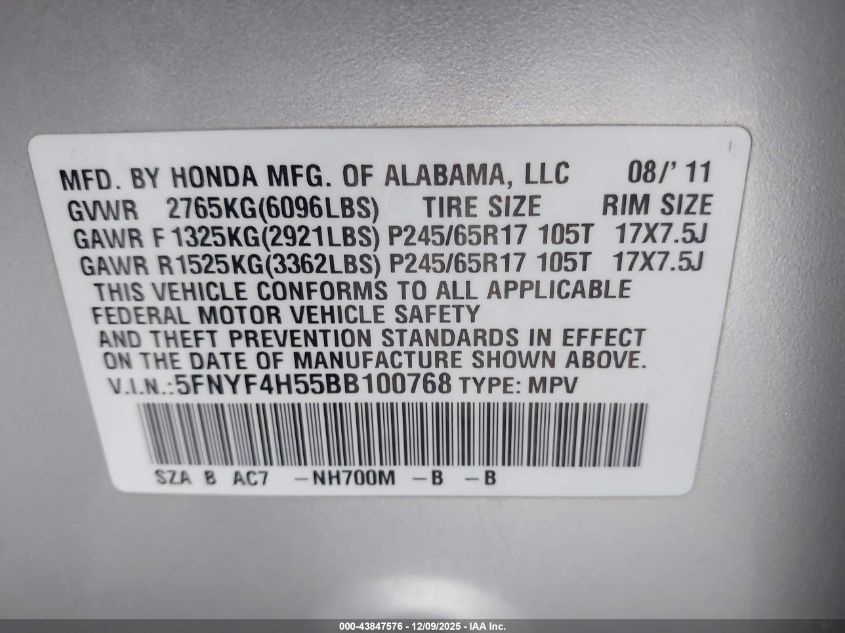 MFD. BY HONDA MFG. OF ALABAMA, LLC 08/' 11
GVWR 2765KG(6096LBS) TIRE SIZE RIM SIZE
GAWR F 1325KG(2921LBS) P245/65R17 105T 17X7.5J
GAWR R1525KG(3362LBS) P245/65R17 105T 17X7.5J
THIS VEHICLE CONFORMS TO ALL APPLICABLE
FEDERAL MOTOR VEHICLE SAFETY
AND THEFT PREVENTION STANDARDS IN EFFECT
ON THE DATE OF MANUFACTURE SHOWN ABOVE.
V.I.N.:5FNYF4H55BB100768 TYPE: MPV
SZA B AC7 -NH700M -B -B
000-43847576 - 12/09/2025 - IAA Inc.